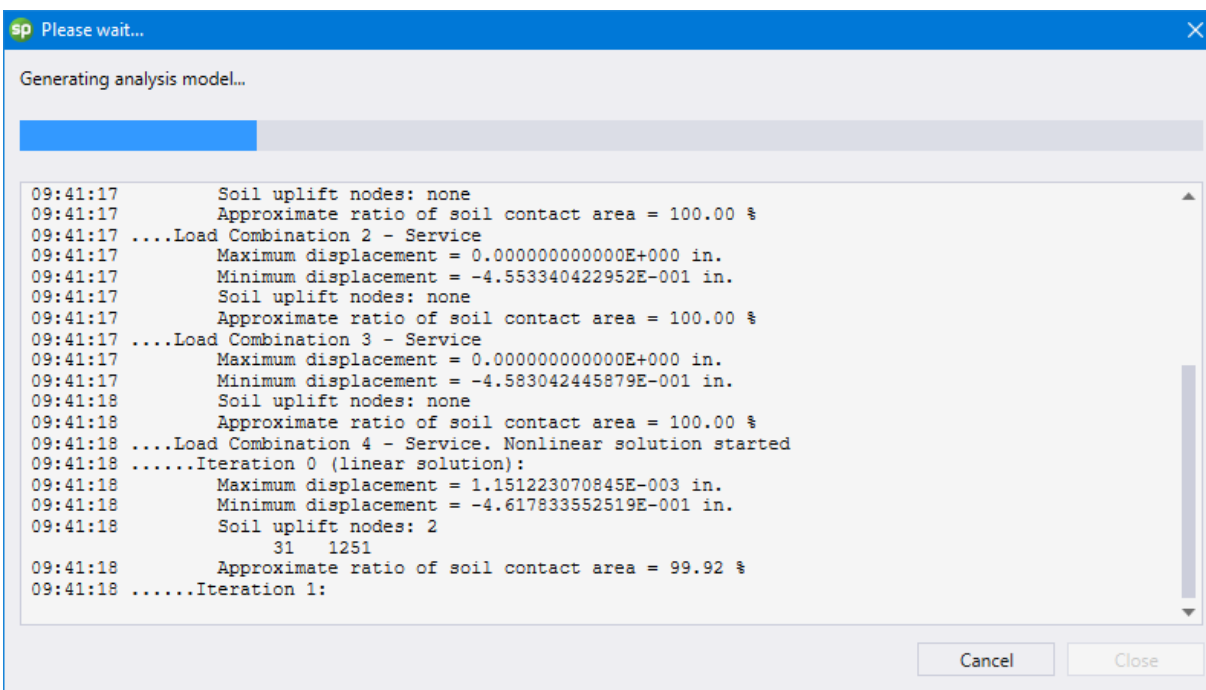 sp Please wait...
Generating analysis model...
09:41:17 Soil uplift nodes: none
09:41:17 Approximate ratio of soil contact area = 100.00 %
09:41:17 ....Load Combination 2 - Service
09:41:17 Maximum displacement = 0.000000000000E+000 in.
09:41:17 Minimum displacement = -4.553340422952E-001 in.
09:41:17 Soil uplift nodes: none
09:41:17 Approximate ratio of soil contact area = 100.00 %
09:41:17 ....Load Combination 3 - Service
09:41:17 Maximum displacement = 0.000000000000E+000 in.
09:41:17 Minimum displacement = -4.583042445879E-001 in.
09:41:18 Soil uplift nodes: none
09:41:18 Approximate ratio of soil contact area = 100.00 %
09:41:18 ....Load Combination 4 - Service. Nonlinear solution started
09:41:18 ......Iteration 0 (linear solution):
09:41:18 Maximum displacement = 1.151223070845E-003 in.
09:41:18 Minimum displacement = -4.617833552519E-001 in.
09:41:18 Soil uplift nodes: 2
31 1251
09:41:18 Approximate ratio of soil contact area = 99.92 %
09:41:18 ......Iteration 1:
Cancel Close